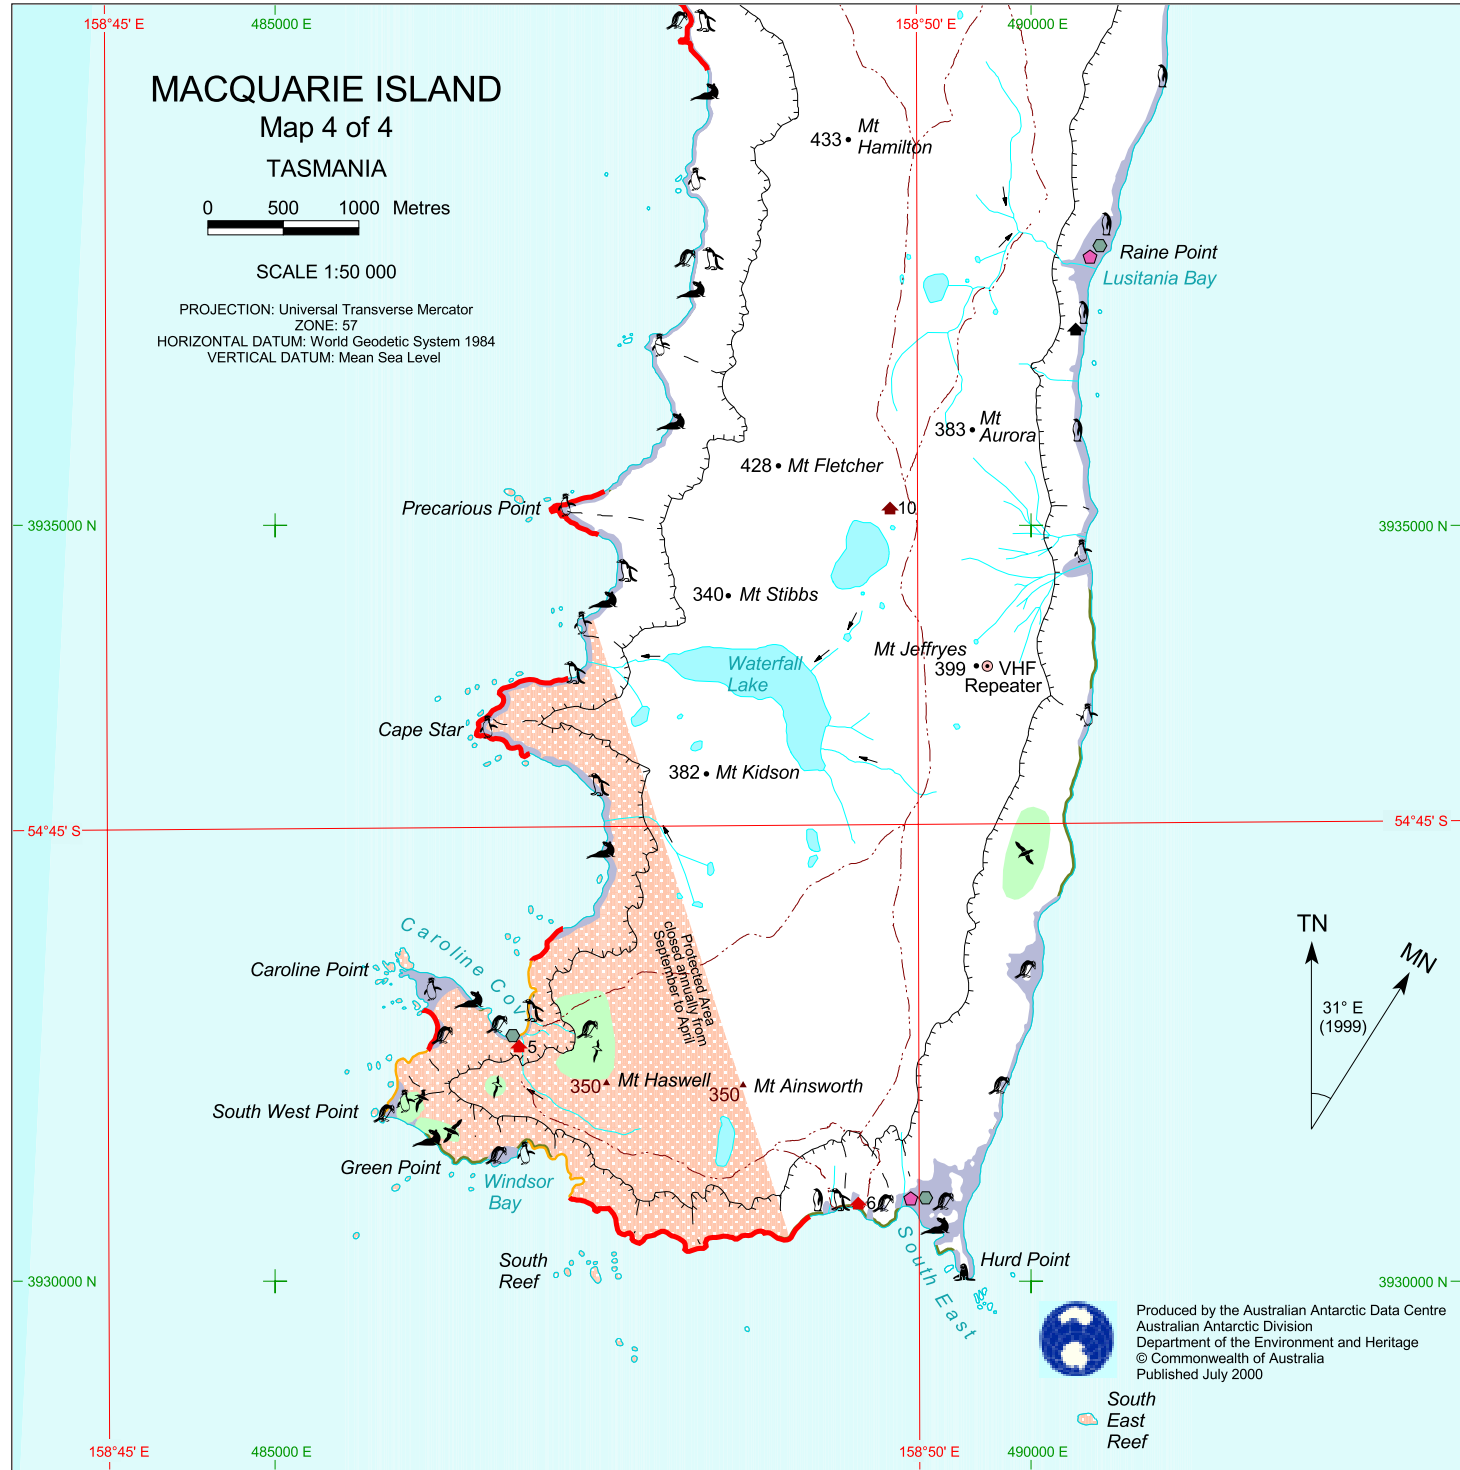 158°45' E
485000 E
158°50' E
490000 E
MACQUARIE ISLAND
Map 4 of 4
TASMANIA
0 500 1000 Metres
SCALE 1:50 000
PROJECTION: Universal Transverse Mercator
ZONE: 57
HORIZONTAL DATUM: World Geodetic System 1984
VERTICAL DATUM: Mean Sea Level
433 Mt
Hamilton
Raine Point
Lusitania Bay
383 Mt
Aurora
428 Mt Fletcher
Precarious Point
10
3935000 N
3935000 N
340 Mt Stibbs
Mt Jeffryes
399 VHF
Repeater
Waterfall
Lake
Cape Star
382 Mt Kidson
54°45' S
54°45' S
Protected Area
closed annually from
September to April
Caroline Cov
Caroline Point
TN
MN
31° E
(1999)
5
350 Mt Haswell
350 Mt Ainsworth
South West Point
Green Point
Windsor
Bay
6
South East
South
Reef
Hurd Point
3930000 N
3930000 N
Produced by the Australian Antarctic Data Centre
Australian Antarctic Division
Department of the Environment and Heritage
© Commonwealth of Australia
Published July 2000
South
East
Reef
158°45' E
485000 E
158°50' E
490000 E